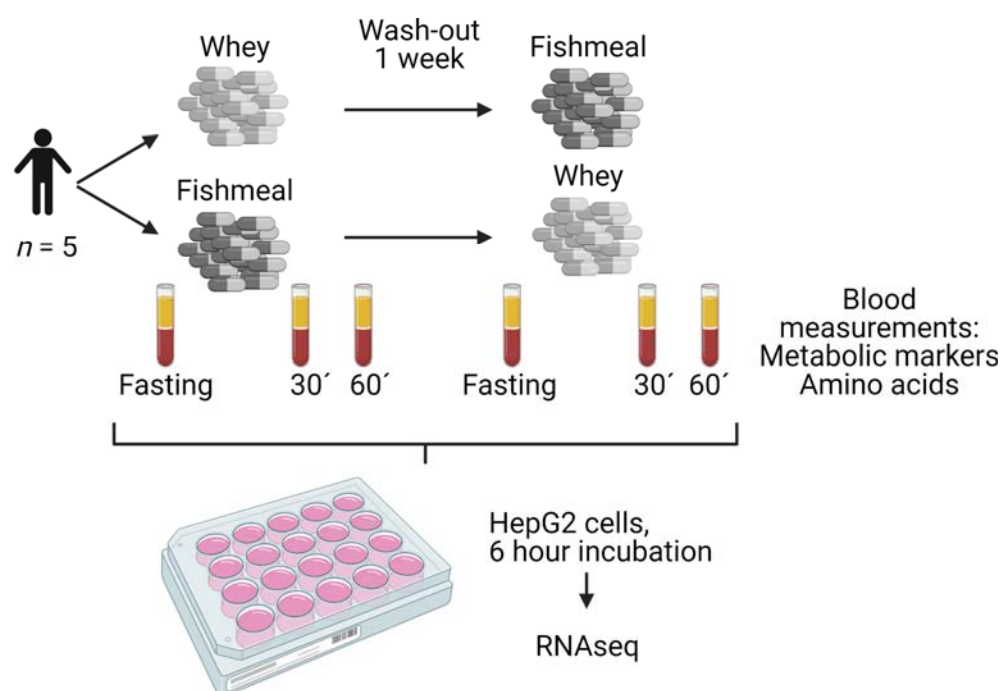 Whey
Wash-out
1 week
Fishmeal
n = 5
Fishmeal
Whey
Fasting
30´
60´
Fasting
30´
60´
Blood
measurements:
Metabolic markers
Amino acids
HepG2 cells,
6 hour incubation
RNAseq